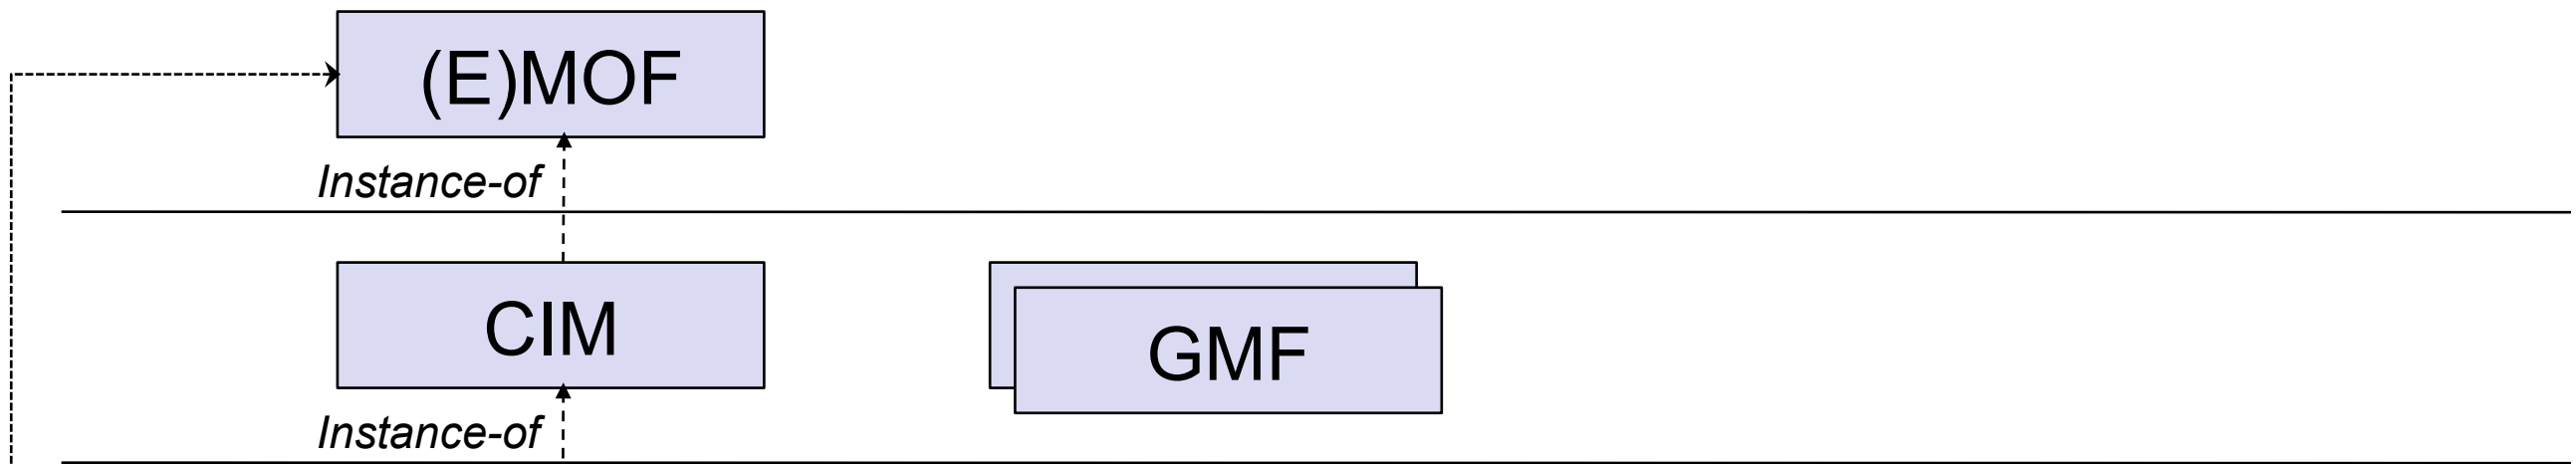 (E)MOF
Instance-of
CIM
GMF
Instance-of